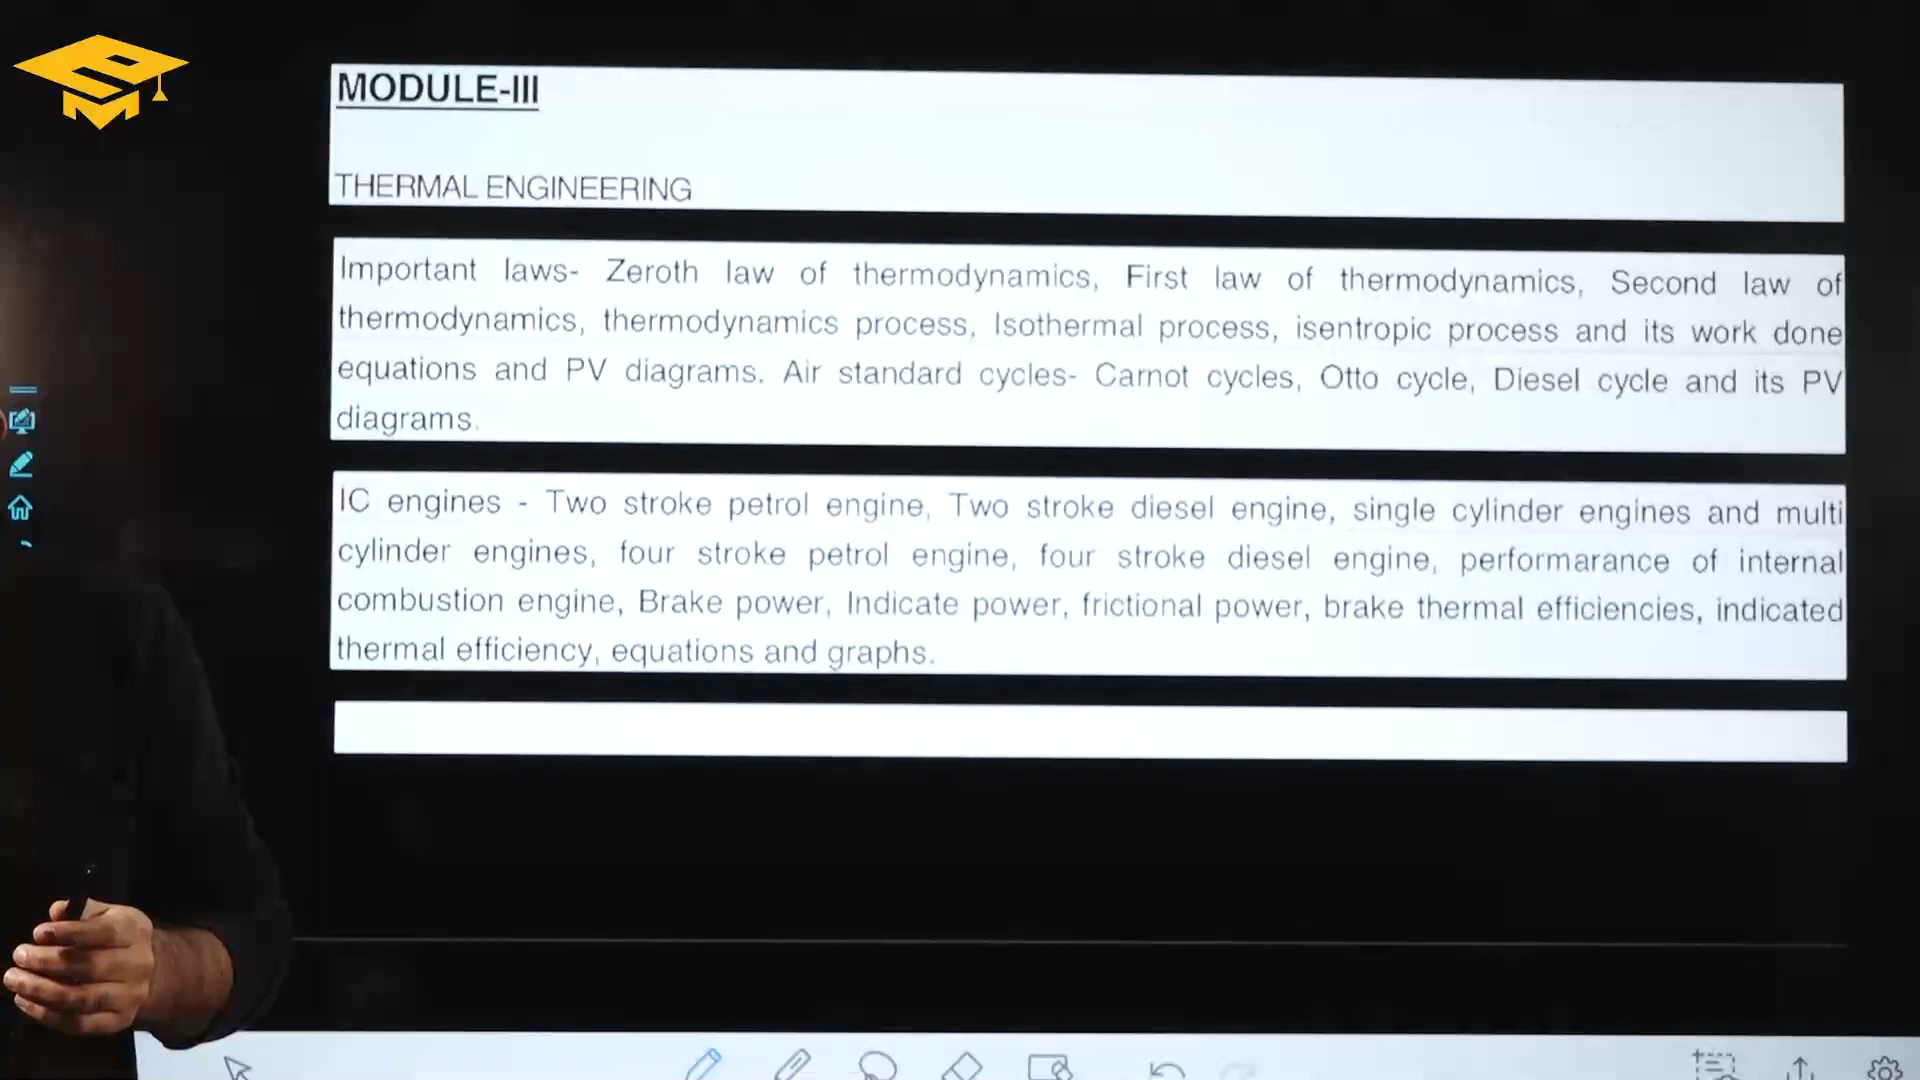 MODULE-III
THERMAL ENGINEERING
Important laws- Zeroth law of thermodynamics, First law of thermodynamics, Second law of
thermodynamics, thermodynamics process, Isothermal process, isentropic process and its work done
equations and PV diagrams. Air standard cycles- Carnot cycles, Otto cycle, Diesel cycle and its PV
diagrams.
IC engines - Two stroke petrol engine, Two stroke diesel engine, single cylinder engines and multi
cylinder engines, four stroke petrol engine, four stroke diesel engine, performarance of internal
combustion engine, Brake power, Indicate power, frictional power, brake thermal efficiencies, indicated
thermal efficiency, equations and graphs.